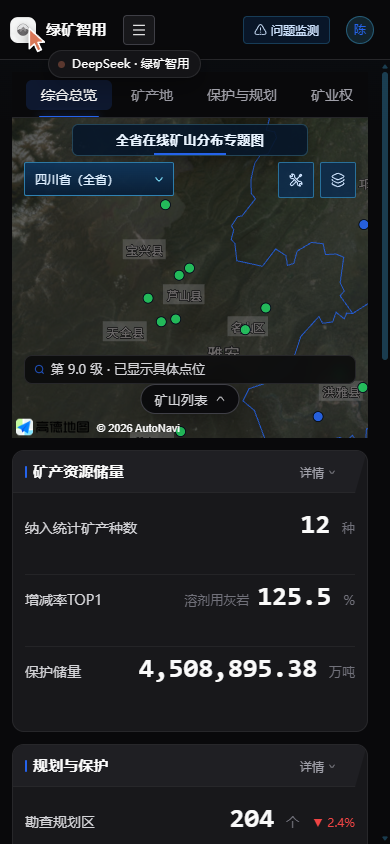 绿矿智用
问题监测
陈
DeepSeek · 绿矿智用
综合总览
矿产地
保护与规划
矿业权
全省在线矿山分布专题图
四川省（全省）
宝兴县
芦山县
天全县
雅安
洪雅县
第 9.0 级 · 已显示具体点位
矿山列表
高德地图
© 2026 AutoNavi
矿产资源储量
详情
纳入统计矿产种数
12 种
增减率TOP1
溶剂用灰岩 125.5 %
保护储量
4,508,895.38 万吨
规划与保护
详情
勘查规划区
204 个 ▼ 2.4%